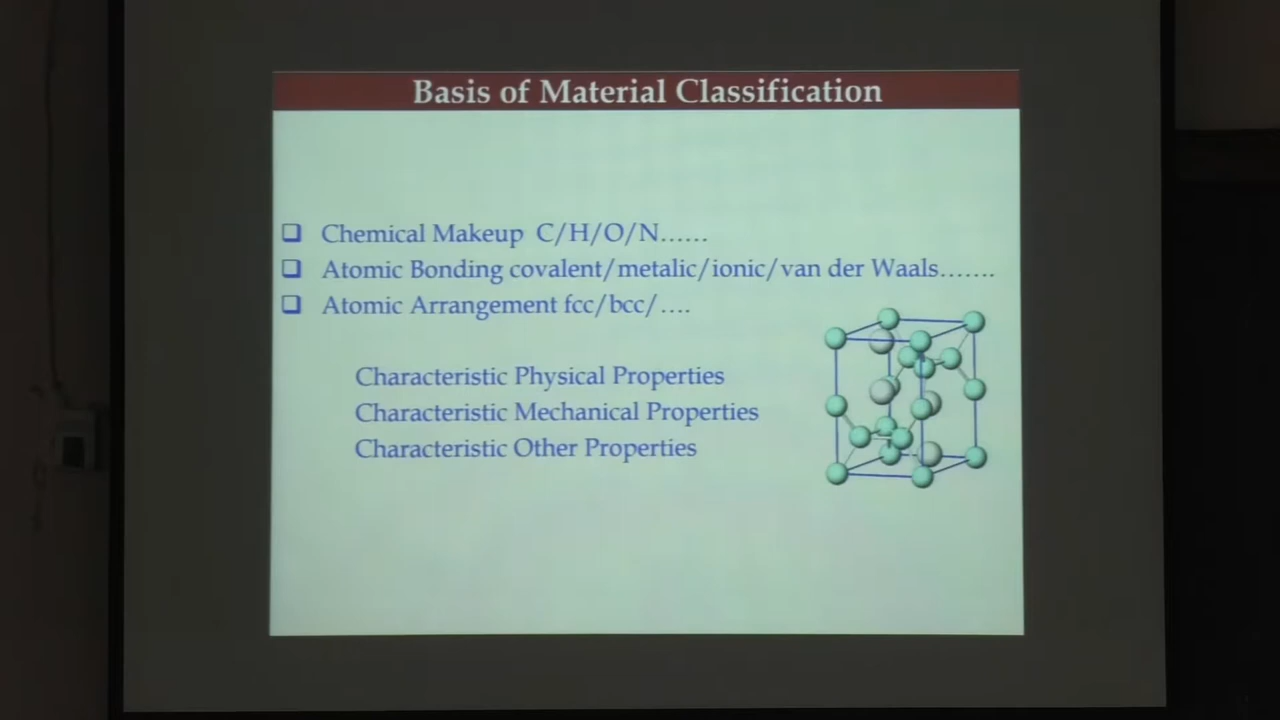 Basis of Material Classification
Chemical Makeup C/H/O/N......
Atomic Bonding covalent/metalic/ionic/van der Waals.......
Atomic Arrangement fcc/bcc/....
Characteristic Physical Properties
Characteristic Mechanical Properties
Characteristic Other Properties